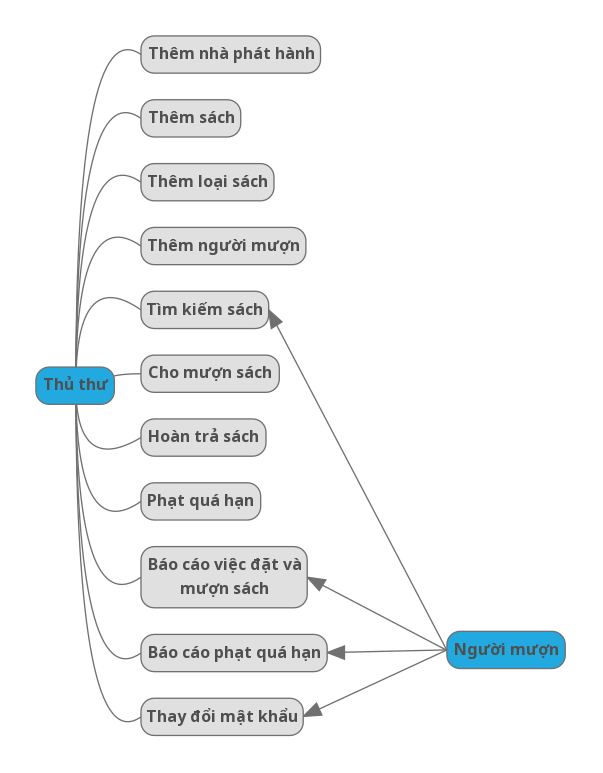 Thêm nhà phát hành
Thêm sách
Thêm loại sách
Thêm người mượn
Tìm kiếm sách
Cho mượn sách
Thủ thư
Hoàn trả sách
Phạt quá hạn
Báo cáo việc đặt và
mượn sách
Báo cáo phạt quá hạn
Người mượn
Thay đổi mật khẩu